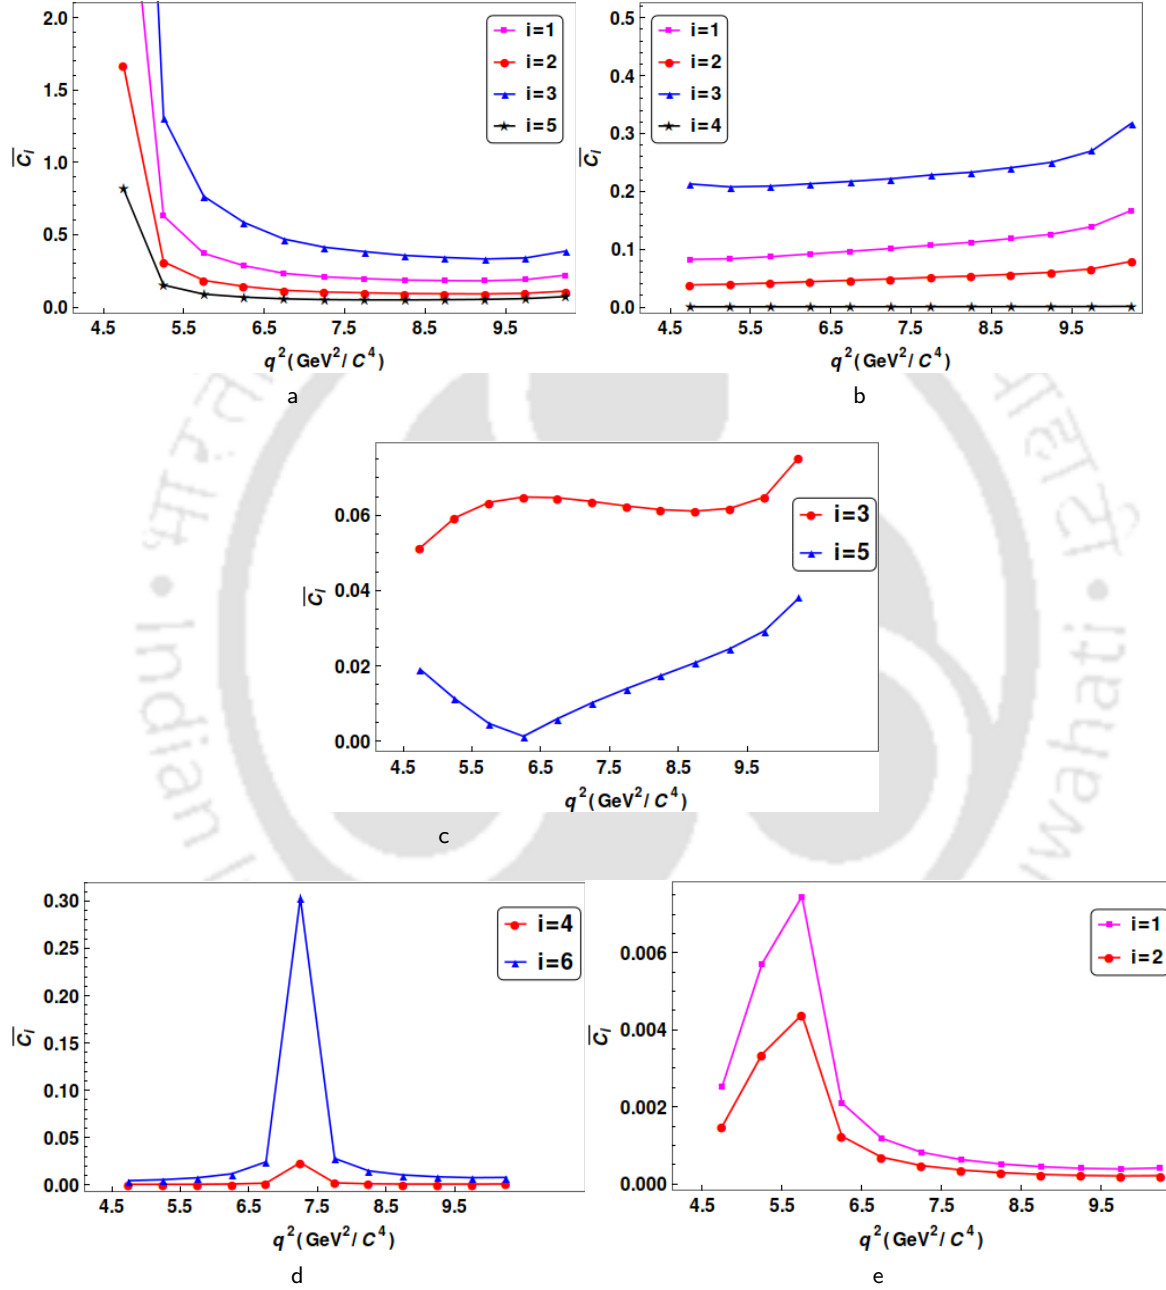 2.0
1.5
1.0
0.5
0.0
4.5 5.5 6.5 7.5 8.5 9.5
C̅i
q²(GeV²/C⁴)
i=1
i=2
i=3
i=5
a
0.5
0.4
0.3
0.2
0.1
0.0
4.5 5.5 6.5 7.5 8.5 9.5
C̅i
q²(GeV²/C⁴)
i=1
i=2
i=3
i=4
b
0.06
0.04
0.02
0.00
4.5 5.5 6.5 7.5 8.5 9.5
C̅i
q²(GeV²/C⁴)
i=3
i=5
c
0.30
0.25
0.20
0.15
0.10
0.05
0.00
4.5 5.5 6.5 7.5 8.5 9.5
C̅i
q²(GeV²/C⁴)
i=4
i=6
d
0.006
0.004
0.002
0.000
4.5 5.5 6.5 7.5 8.5 9.5
C̅i
q²(GeV²/C⁴)
i=1
i=2
e
Indian
wahati